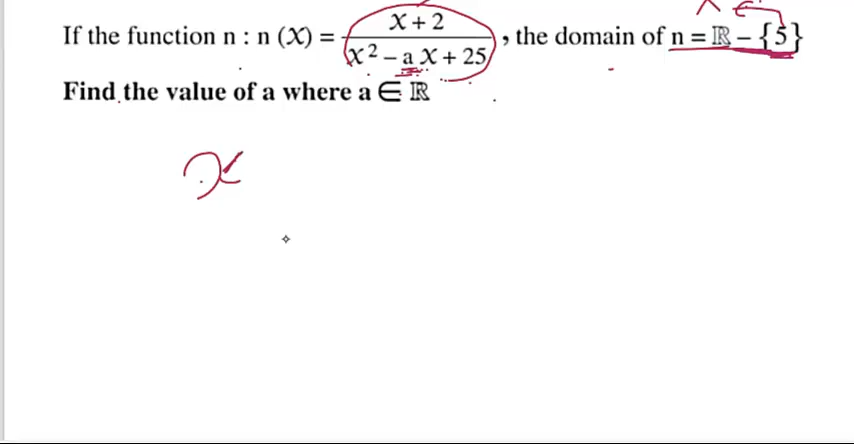 If the function n : n (X) = X + 2 / X² – a X + 25 , the domain of n = ℝ – {5}
Find the value of a where a ∈ ℝ
x